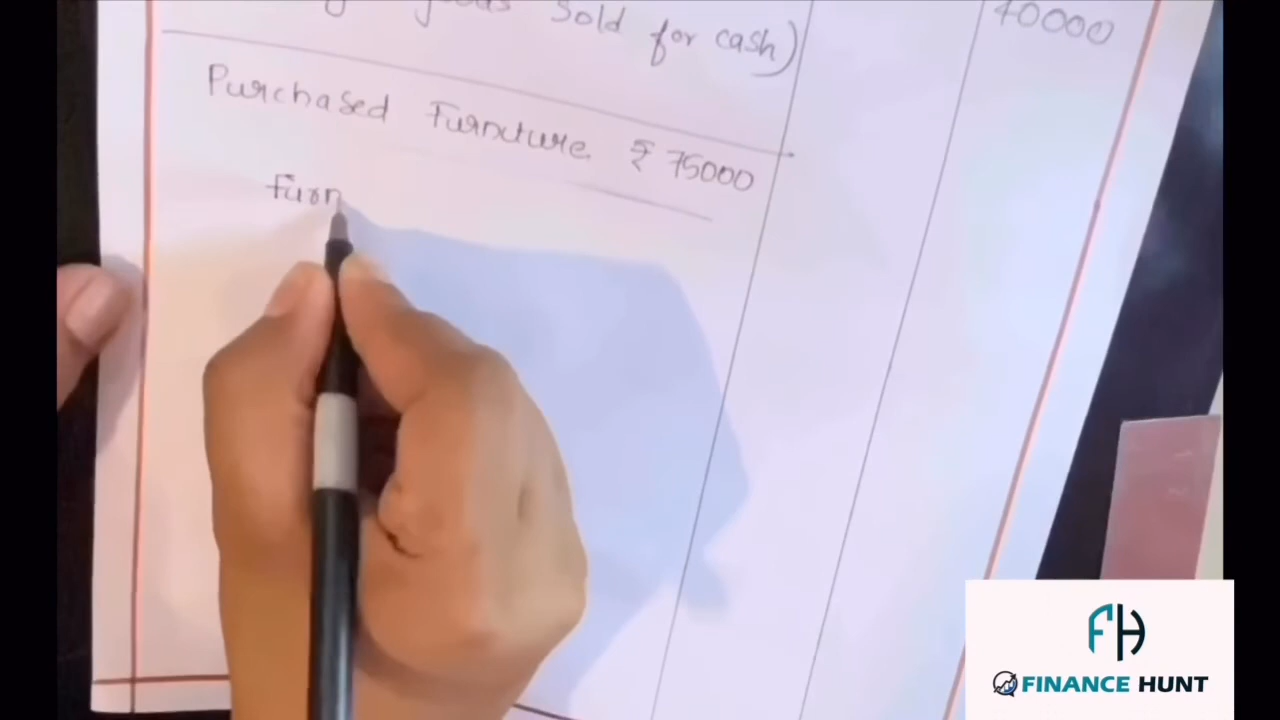 Sold for cash)
40000
Purchased Furniture ₹ 75000
Furn
FH
FINANCE HUNT